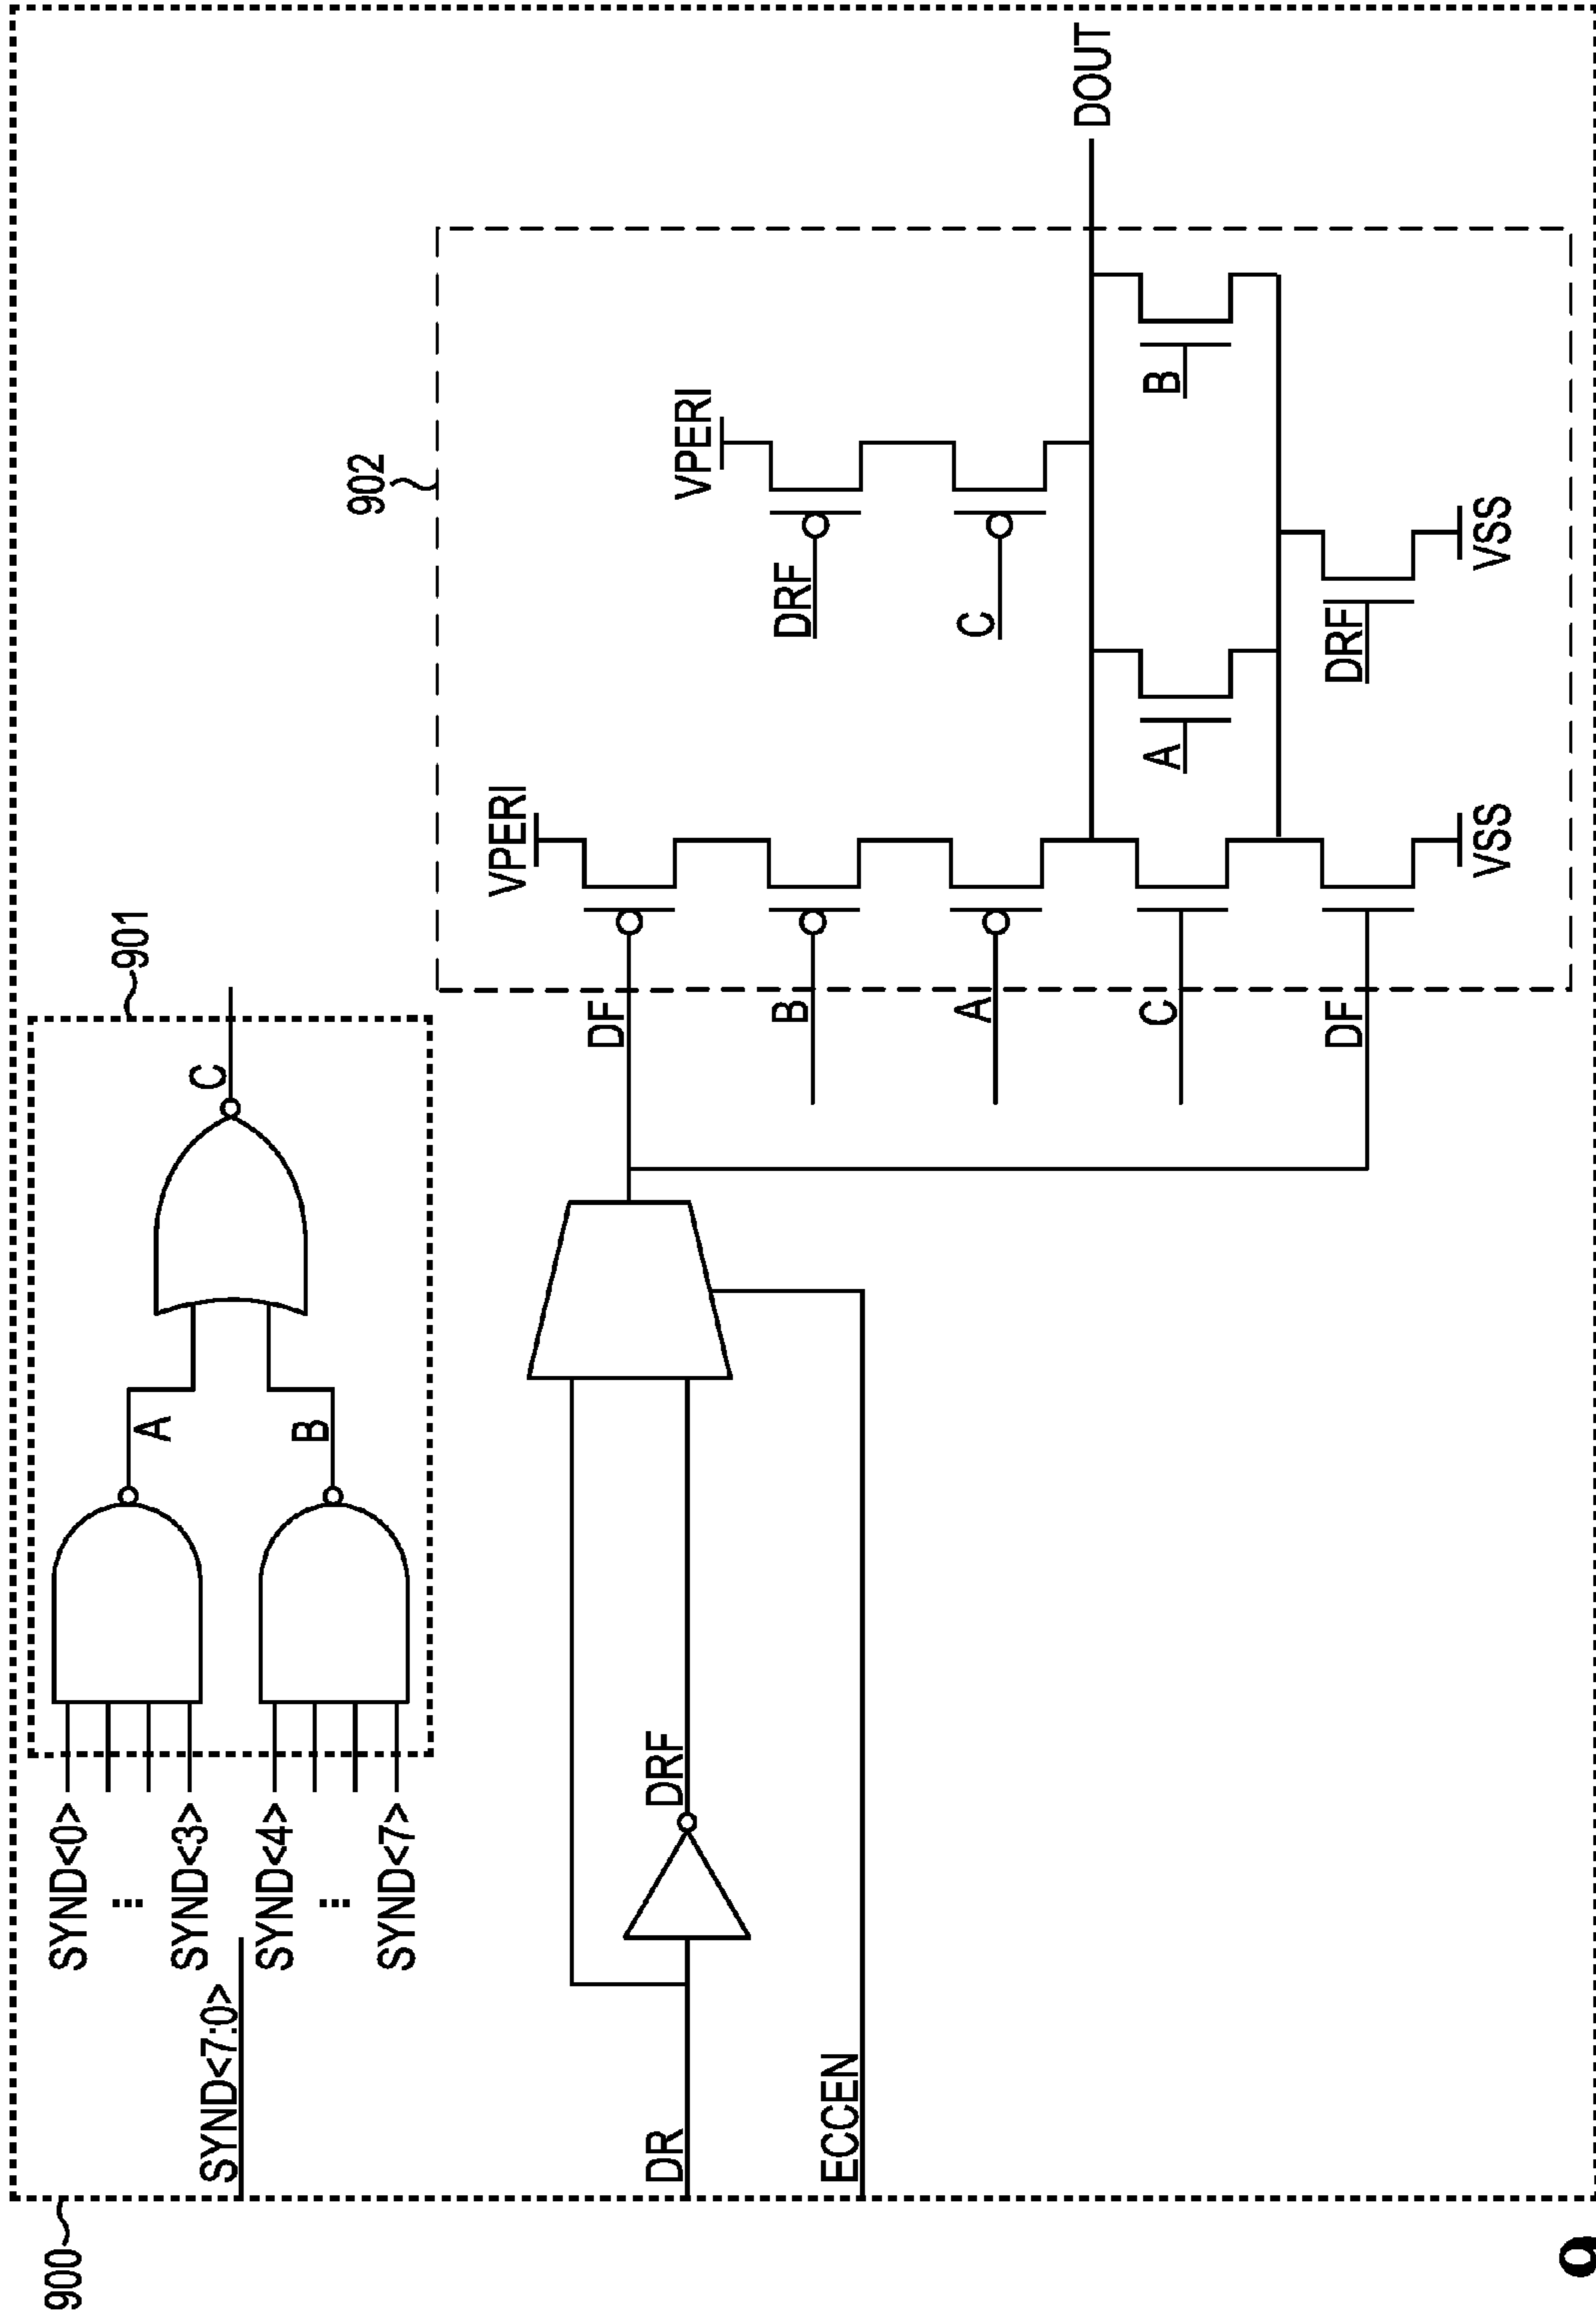 900
901
SYND<0>
...
SYND<3>
A
C
SYND<7:0>
SYND<4>
...
SYND<7>
B
902
VPERI
VPERI
DR
DRF
DF
DRF
B
C
A
DOUT
ECCEN
C
A
B
DF
DRF
VSS
VSS
9